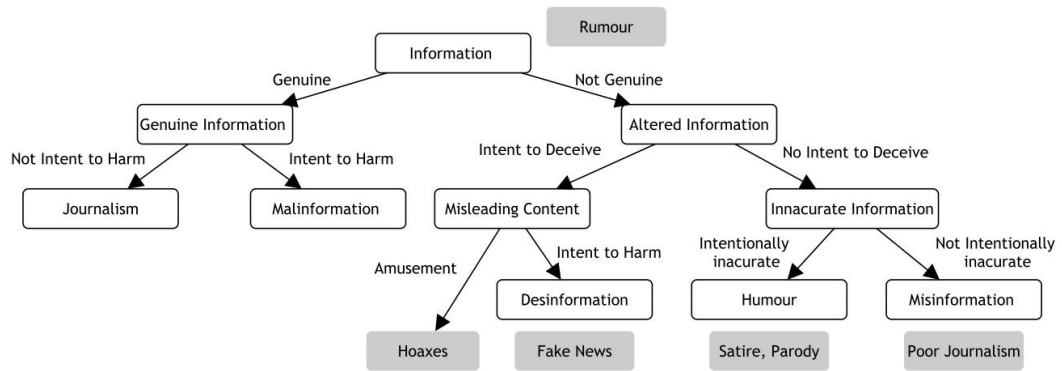 Rumour
Information
Genuine
Not Genuine
Genuine Information
Altered Information
Not Intent to Harm
Intent to Harm
Intent to Deceive
No Intent to Deceive
Journalism
Malinformation
Misleading Content
Innacurate Information
Amusement
Intent to Harm
Intentionally
inacurate
Not Intentionally
inacurate
Desinformation
Humour
Misinformation
Hoaxes
Fake News
Satire, Parody
Poor Journalism